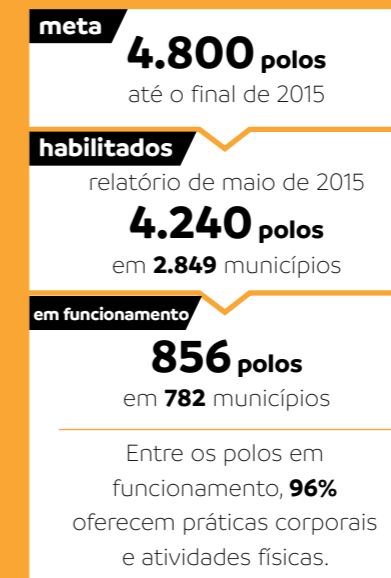 meta
4.800 polos
até o final de 2015
habilitados
relatório de maio de 2015
4.240 polos
em 2.849 municípios
em funcionamento
856 polos
em 782 municípios
Entre os polos em
funcionamento, 96%
oferecem práticas corporais
e atividades físicas.